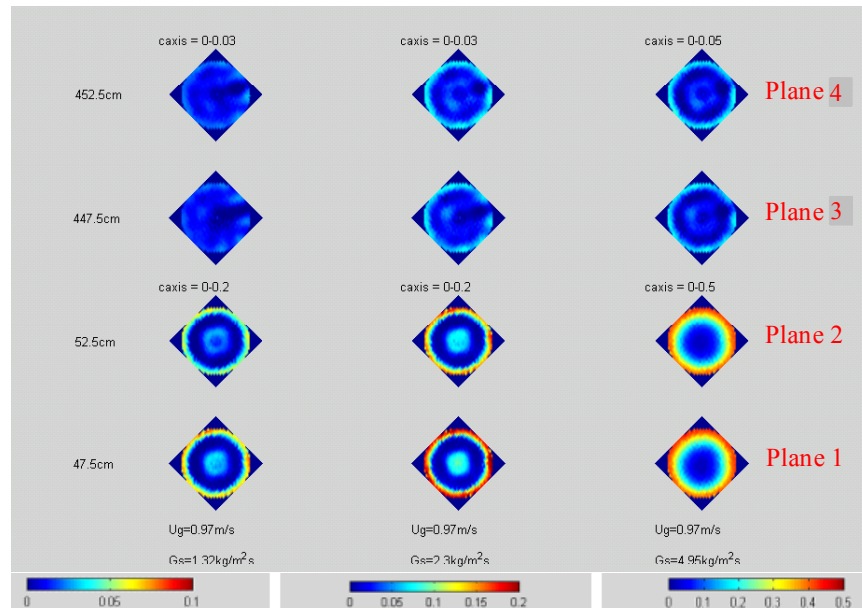 caxis = 0-0.03 caxis = 0-0.03 caxis = 0-0.05
452.5cm Plane 4
447.5cm Plane 3
caxis = 0-0.2 caxis = 0-0.2 caxis = 0-0.5
52.5cm Plane 2
47.5cm Plane 1
Ug=0.97m/s Ug=0.97m/s Ug=0.97m/s
Gs=1.32kg/m²s Gs=2.3kg/m²s Gs=4.95kg/m²s
0 0.05 0.1 0 0.05 0.1 0.15 0.2 0 0.1 0.2 0.3 0.4 0.5